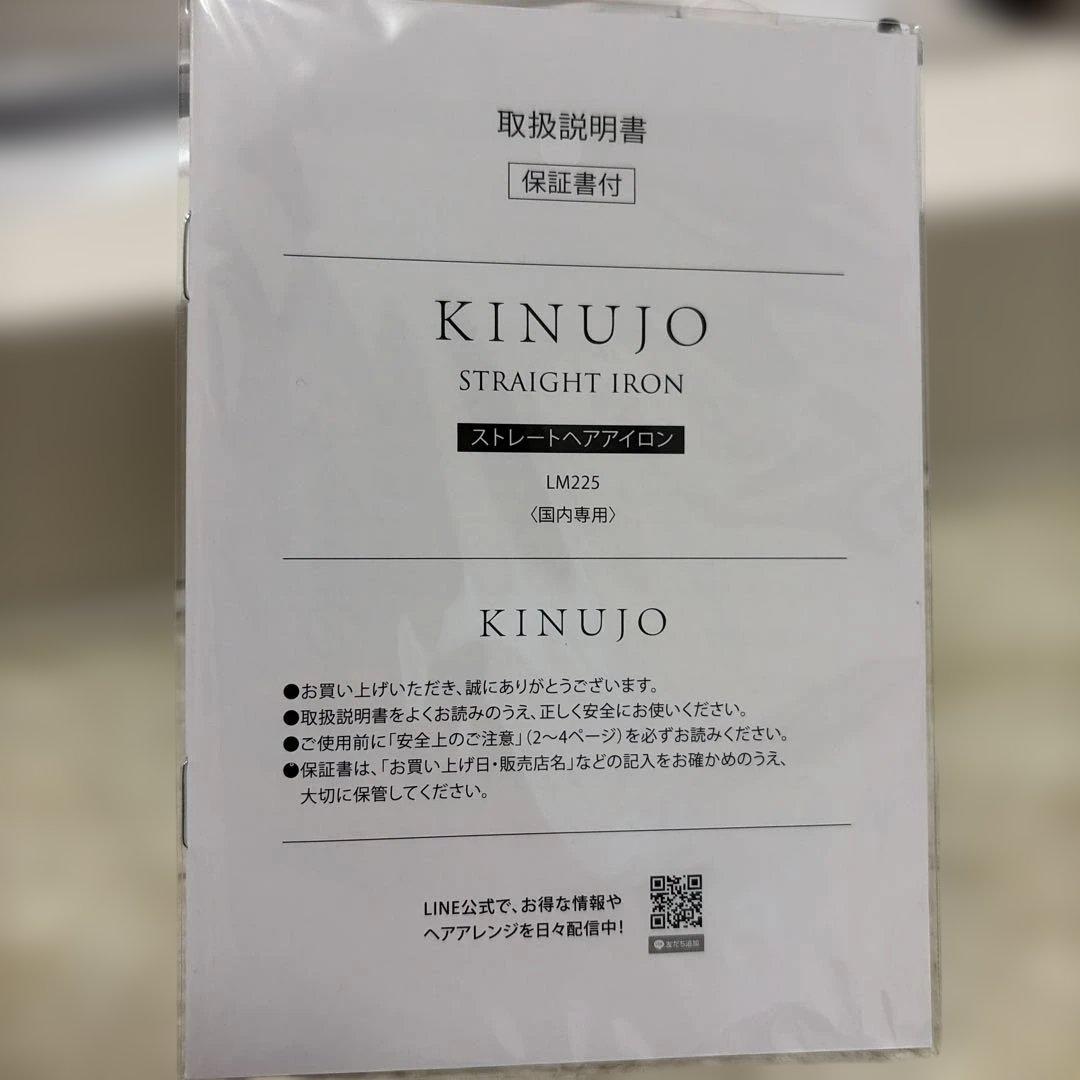 取扱説明書
保証書付
KINUJO
STRAIGHT IRON
ストレートヘアアイロン
LM225
〈国内専用〉
KINUJO
●お買い上げいただき、誠にありがとうございます。
●取扱説明書をよくお読みのうえ、正しく安全にお使いください。
●ご使用前に「安全上のご注意」(2〜4ページ)を必ずお読みください。
●保証書は、「お買い上げ日・販売店名」などの記入をお確かめのうえ、
大切に保管してください。
LINE公式で、お得な情報や
ヘアアレンジを日々配信中!
友だち追加